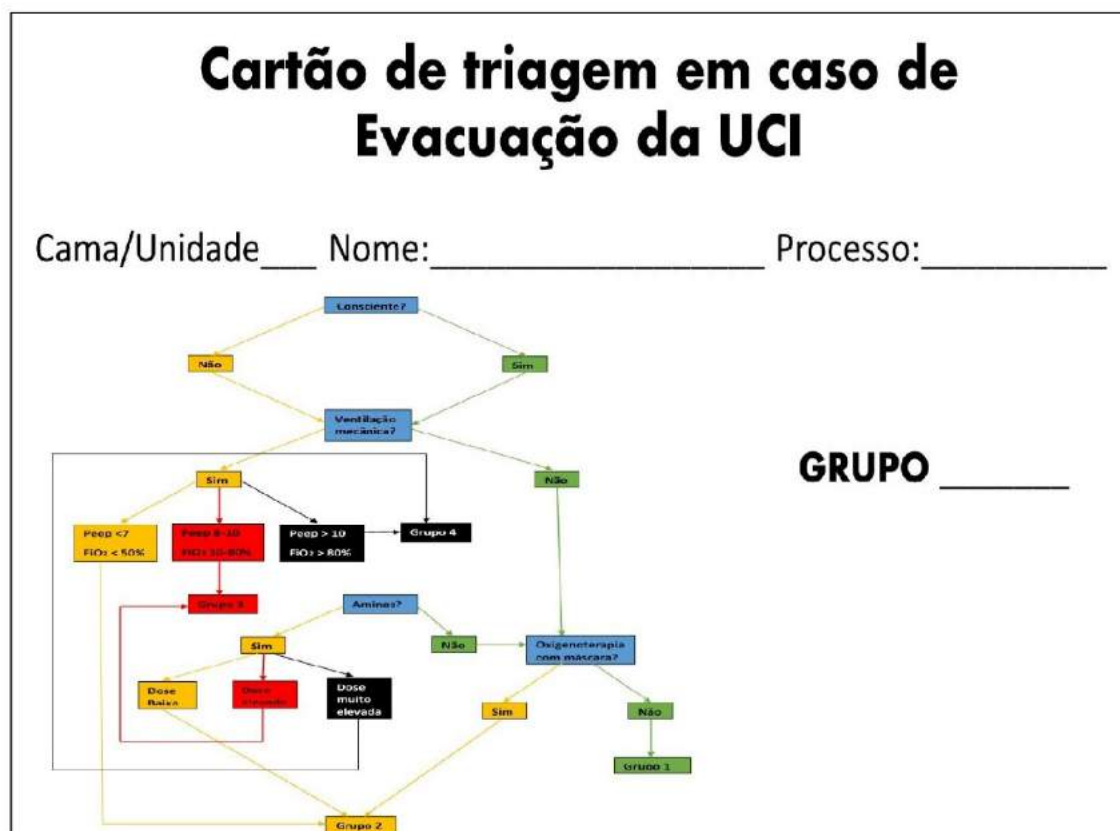 Cartão de triagem em caso de
Evacuação da UCI
Cama/Unidade___ Nome:__________________ Processo:__________
Consciente?
Não
Sim
Ventilação
mecânica?
GRUPO ______
Sim
Não
Peep <7
FiO2 < 50%
Peep
FiO2
Peep > 10
FiO2 > 80%
Grupo 4
Grupo 3
Aminas?
Sim
Não
Oxigenoterapia
com máscara?
Dose
Baixa
Dose
elevada
Dose
muito
elevada
Sim
Não
Grupo 1
Grupo 2